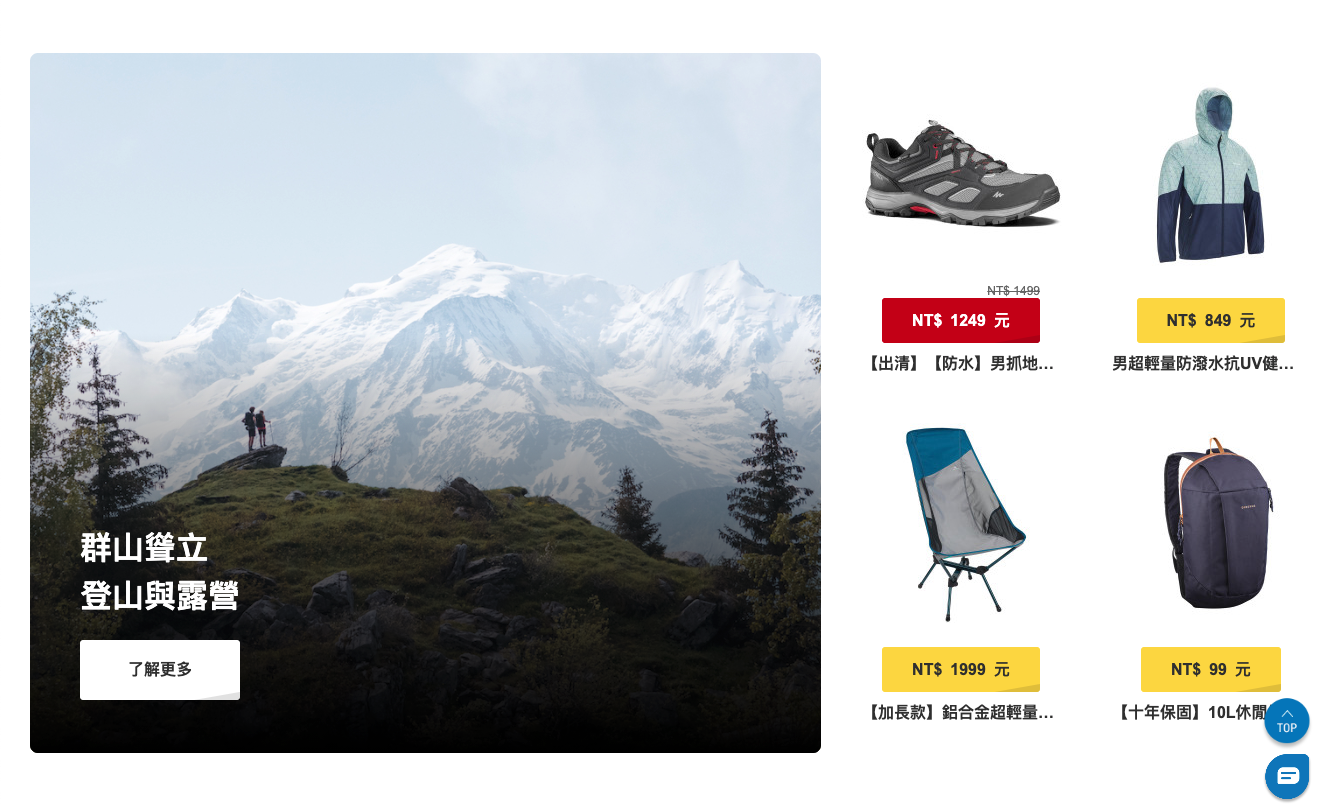 群山聳立
登山與露營
了解更多
NT$ 1499
NT$ 1249 元
【出清】【防水】男抓地...
NT$ 849 元
男超輕量防潑水抗UV健...
NT$ 1999 元
【加長款】鋁合金超輕量...
NT$ 99 元
【十年保固】10L休閒
TOP